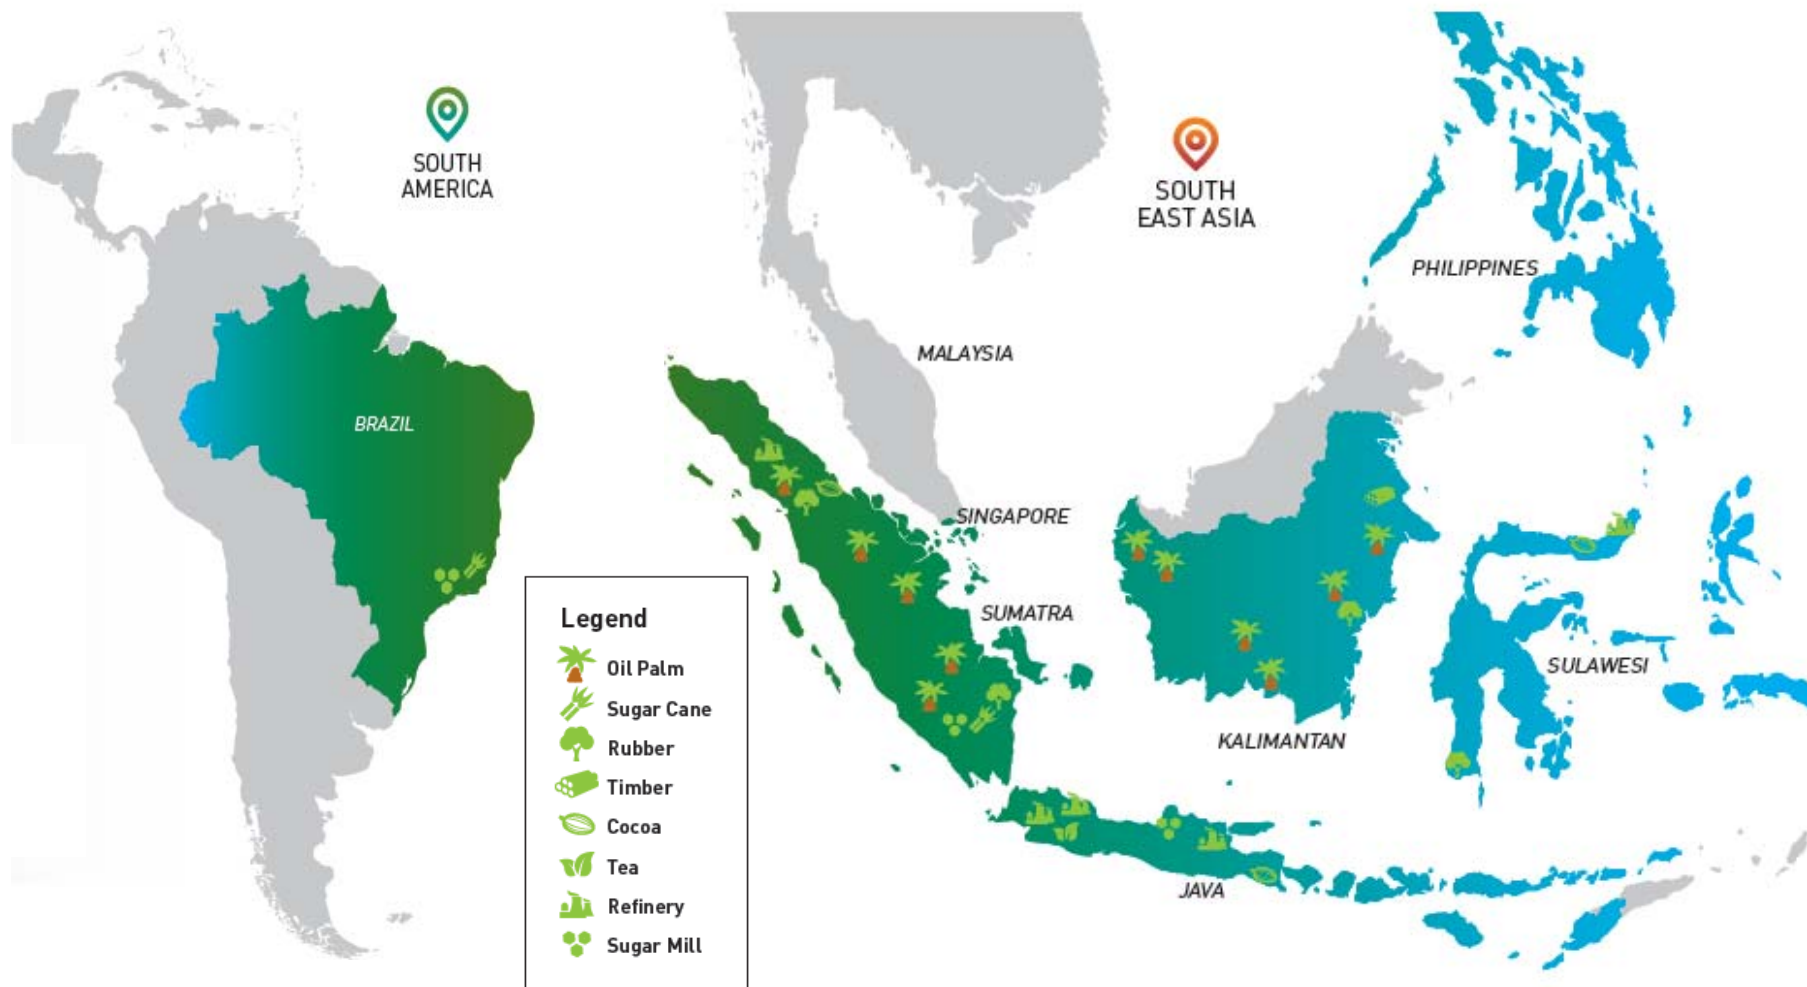 SOUTH
AMERICA
SOUTH
EAST ASIA
PHILIPPINES
MALAYSIA
BRAZIL
SINGAPORE
SUMATRA
SULAWESI
KALIMANTAN
JAVA
Legend
Oil Palm
Sugar Cane
Rubber
Timber
Cocoa
Tea
Refinery
Sugar Mill